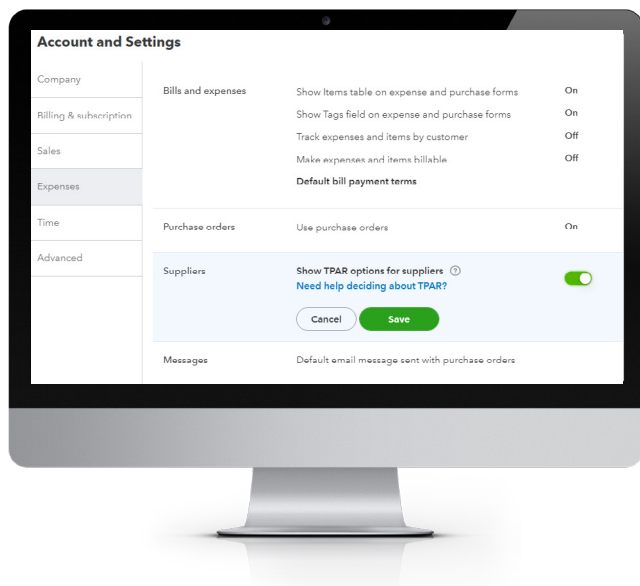 Account and Settings
Company
Billing & subscription
Sales
Expenses
Time
Advanced
Bills and expenses
Show Items table on expense and purchase forms On
Show Tags field on expense and purchase forms On
Track expenses and items by customer Off
Make expenses and items billable Off
Default bill payment terms
Purchase orders Use purchase orders On
Suppliers Show TPAR options for suppliers ?
Need help deciding about TPAR?
Cancel Save
Messages Default email message sent with purchase orders